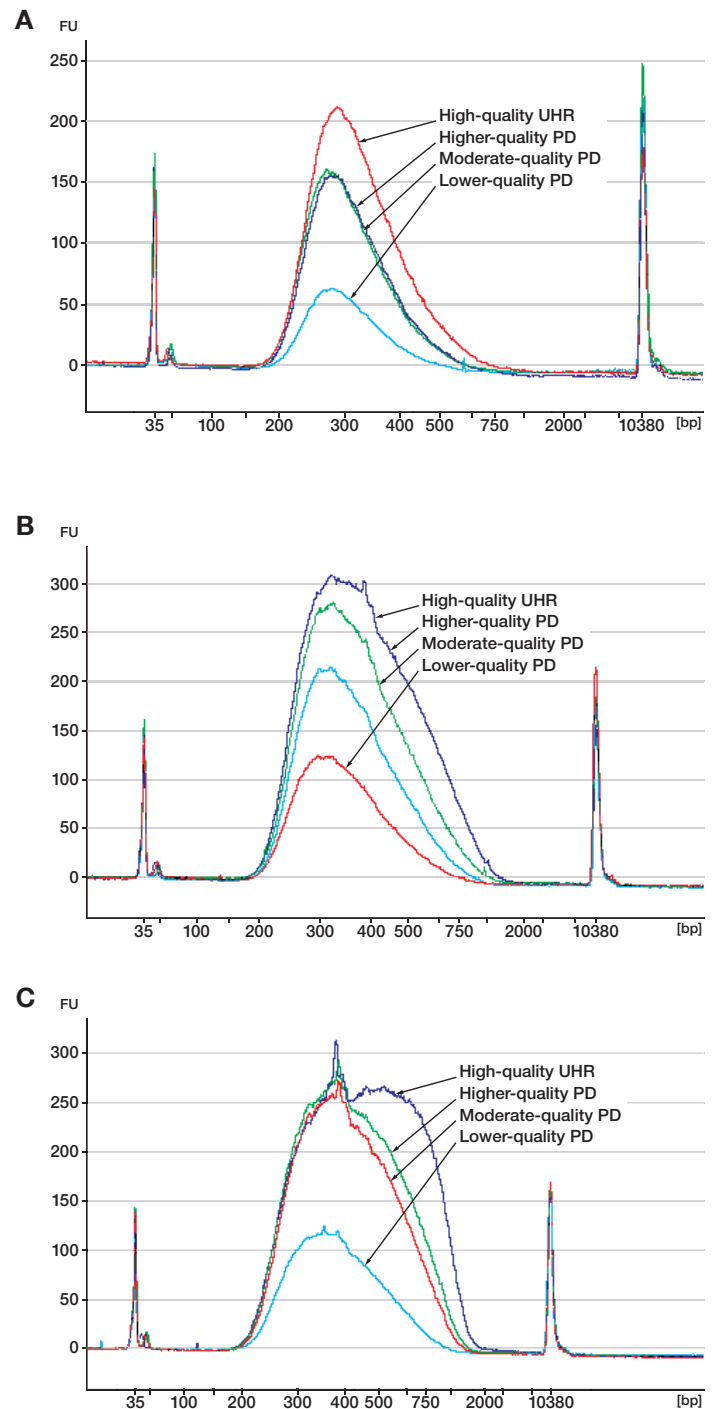 A
FU
250
200
150
100
50
0
High-quality UHR
Higher-quality PD
Moderate-quality PD
Lower-quality PD
35 100 200 300 400 500 750 2000 10380 [bp]
B
FU
300
250
200
150
100
50
0
High-quality UHR
Higher-quality PD
Moderate-quality PD
Lower-quality PD
35 100 200 300 400 500 750 2000 10380 [bp]
C
FU
300
250
200
150
100
50
0
High-quality UHR
Higher-quality PD
Moderate-quality PD
Lower-quality PD
35 100 200 300 400 500 750 2000 10380 [bp]